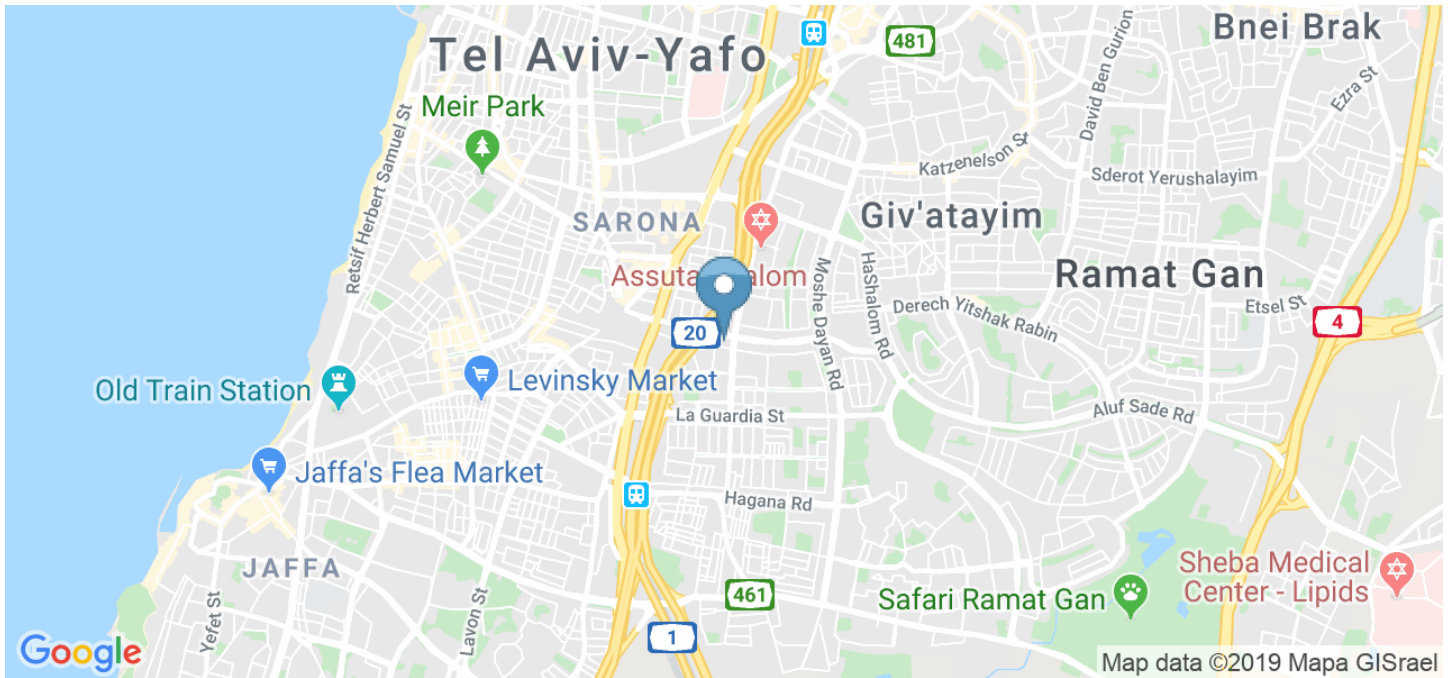 Bnei Brak
481
Tel Aviv-Yafo
David Ben Gurion
Ezra St
Meir Park
Retsif Herbert Samuel St
Katzenelson St
Sderot Yerushalayim
SARONA
Giv'atayim
Assuta
alom
Moshe Dayan Rd
HaShalom Rd
Ramat Gan
Derech Yitshak Rabin
Etsel St
20
4
Old Train Station
Levinsky Market
La Guardia St
Aluf Sade Rd
Jaffa's Flea Market
Hagana Rd
JAFFA
Sheba Medical
Center - Lipids
461
Safari Ramat Gan
Yefet St
Lavon St
1
Google
Map data ©2019 Mapa GISrael